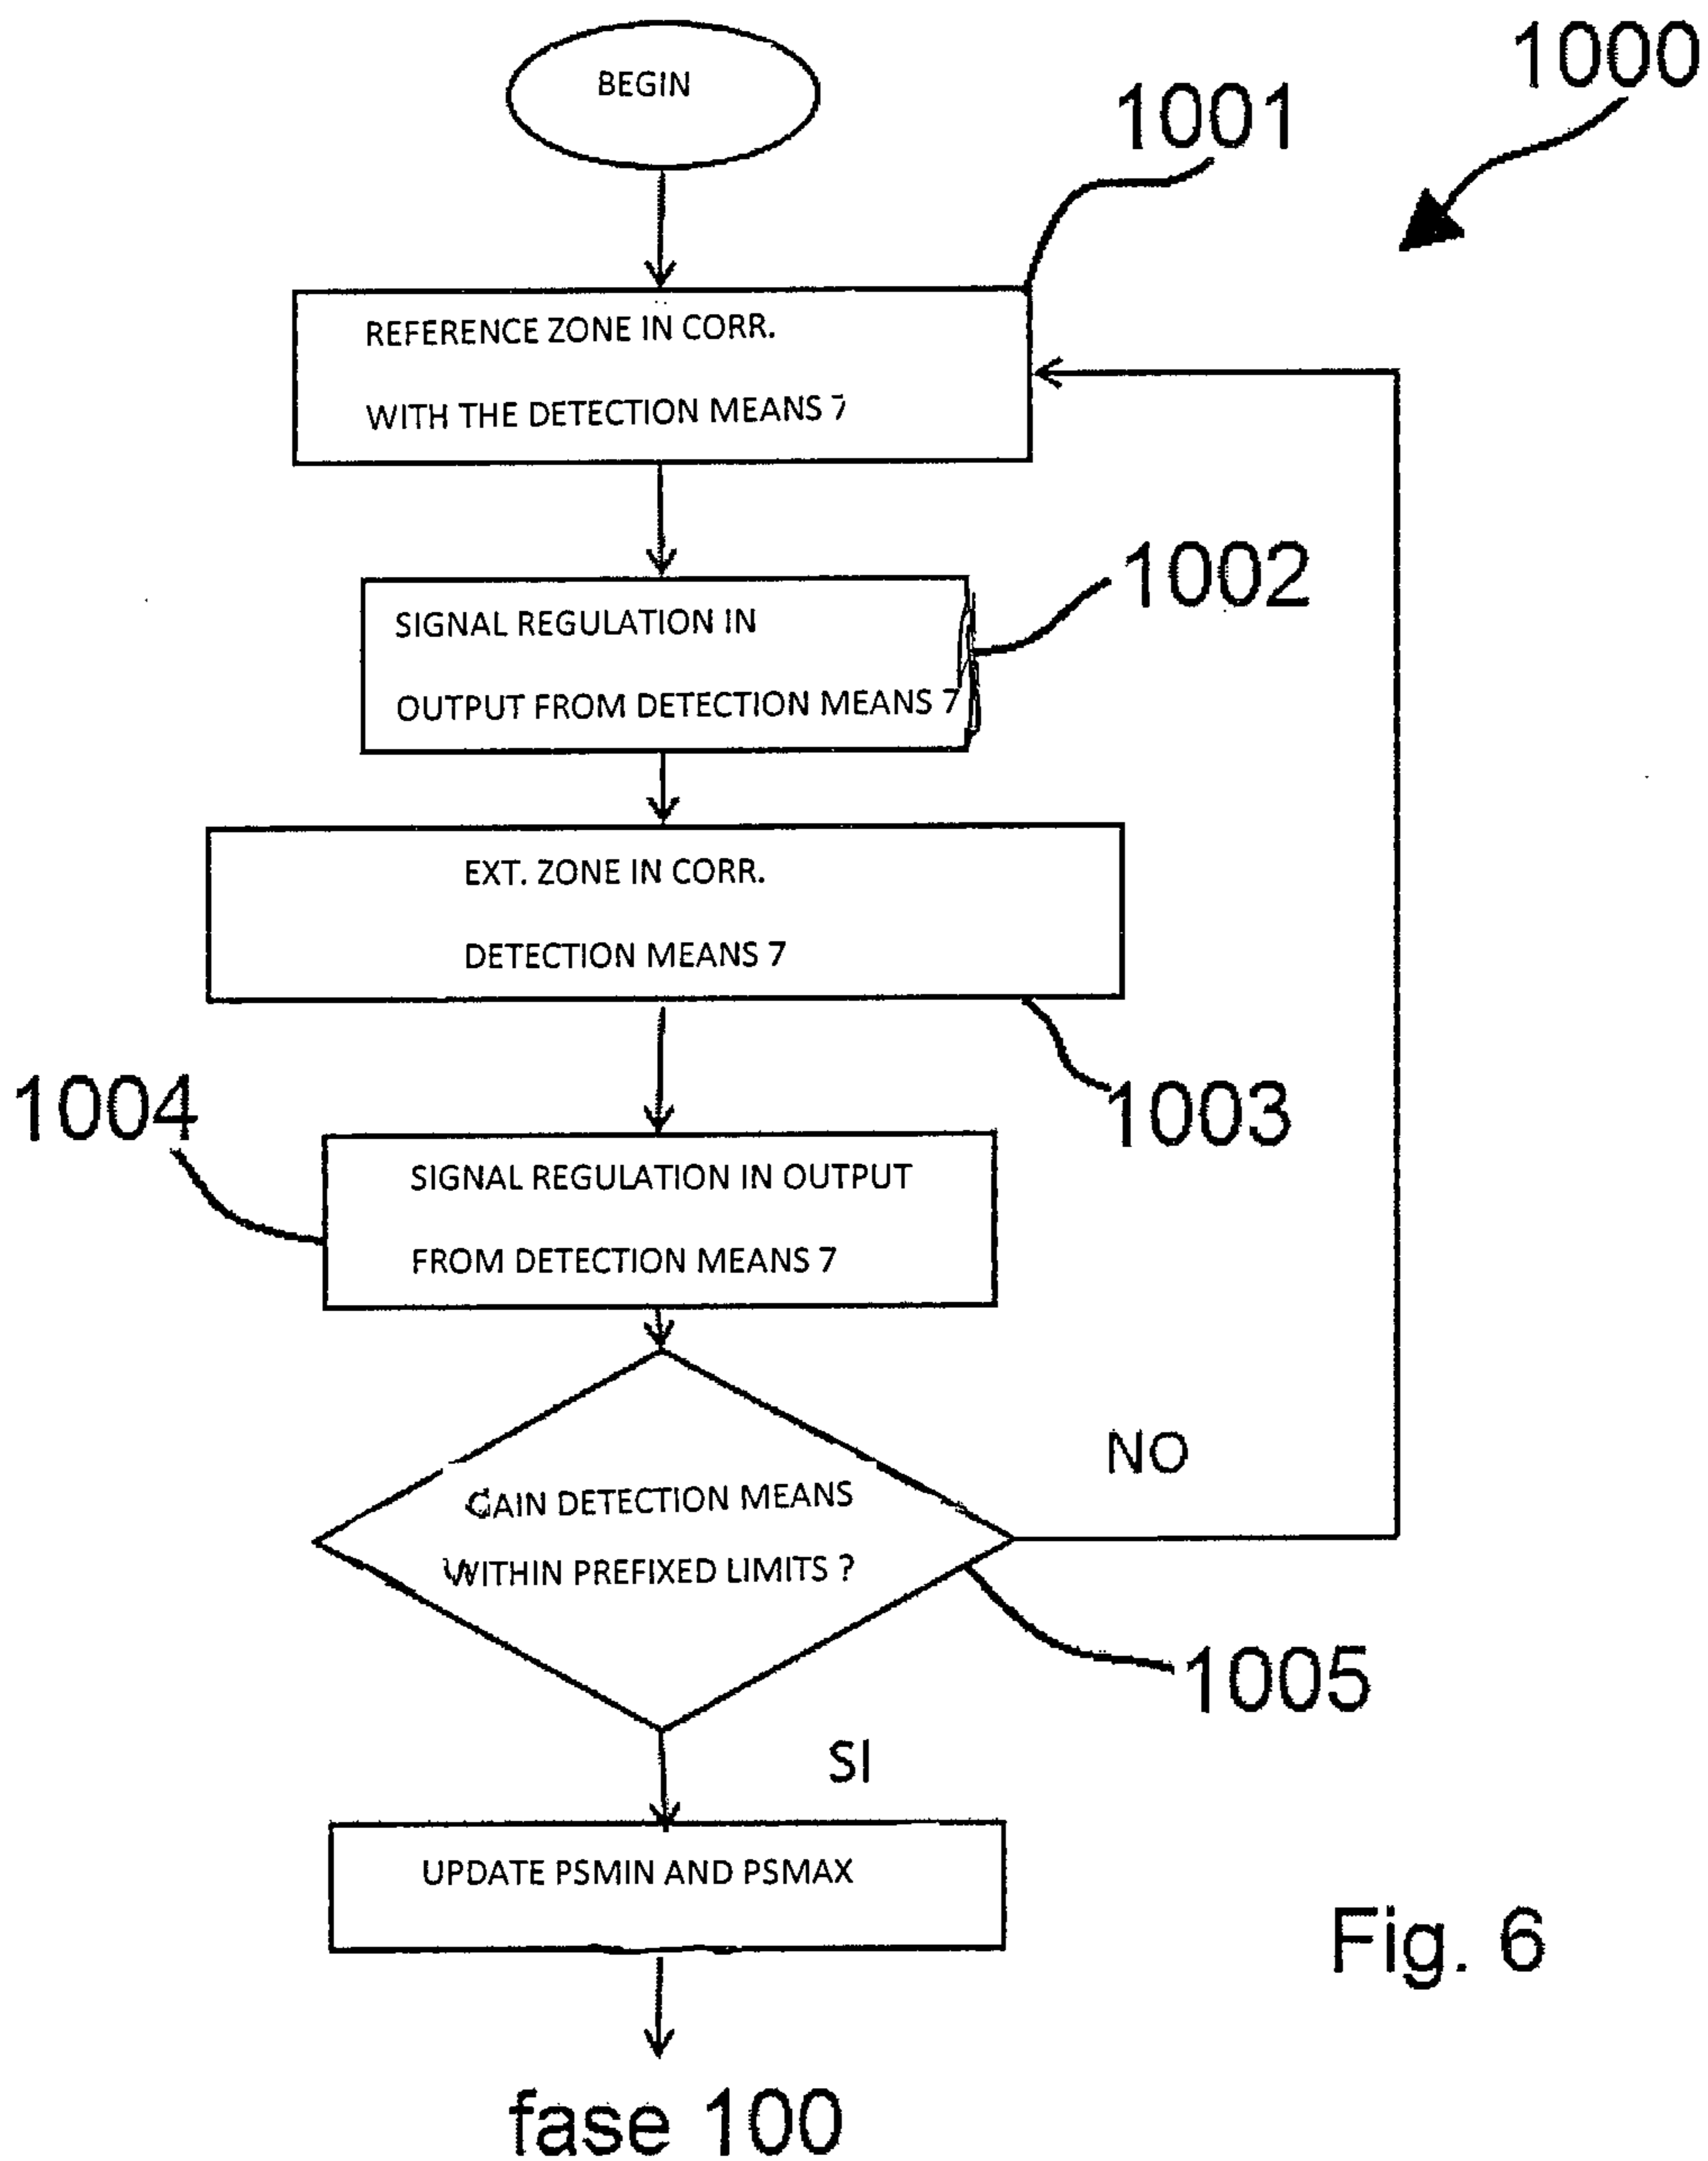 1000
BEGIN
1001
REFERENCE ZONE IN CORR.
WITH THE DETECTION MEANS 7
1002
SIGNAL REGULATION IN
OUTPUT FROM DETECTION MEANS 7
EXT. ZONE IN CORR.
DETECTION MEANS 7
1003
1004
SIGNAL REGULATION IN OUTPUT
FROM DETECTION MEANS 7
NO
GAIN DETECTION MEANS
WITHIN PREFIXED LIMITS ?
1005
SI
UPDATE PSMIN AND PSMAX
Fig. 6
fase 100